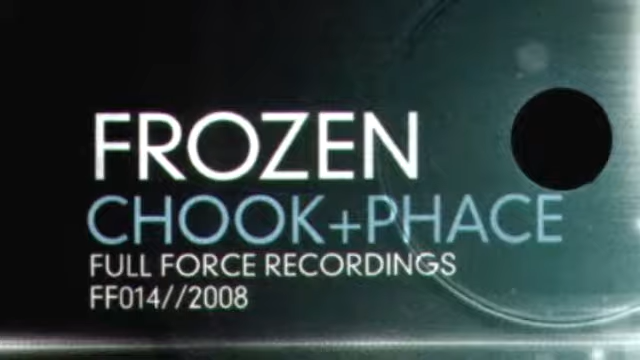 FROZEN
CHOOK+PHACE
FULL FORCE RECORDINGS
FF014//2008